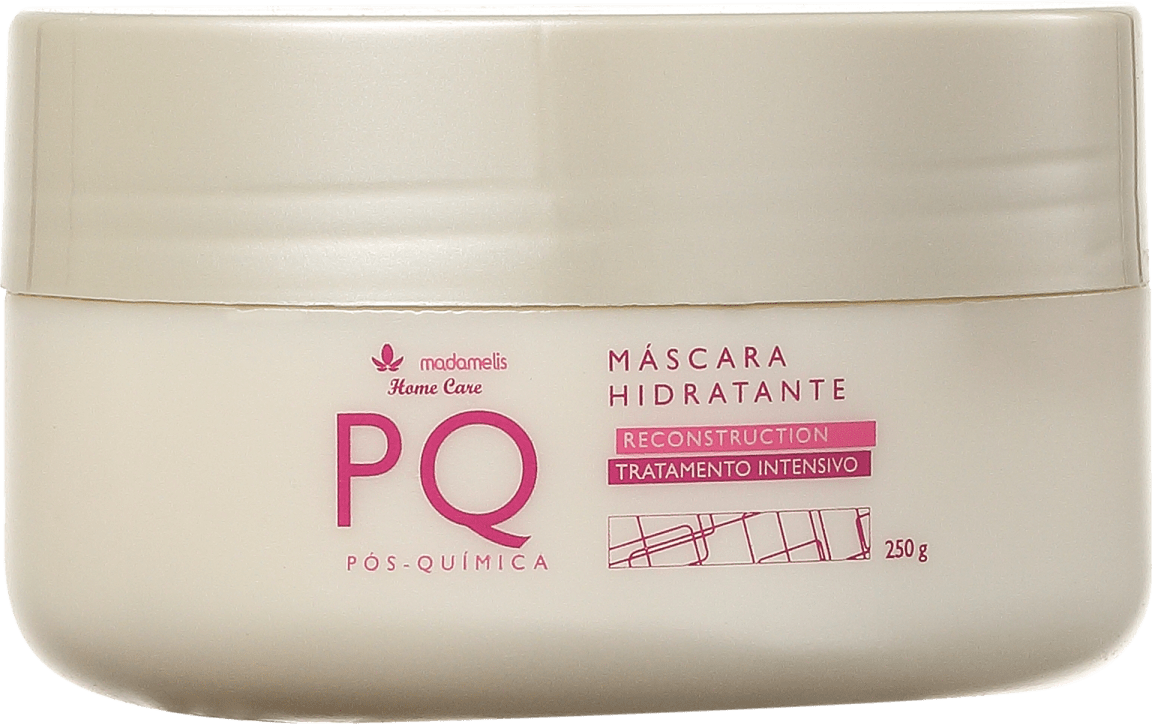 madamelis
Home Care
PQ
PÓS-QUÍMICA
MÁSCARA
HIDRATANTE
RECONSTRUCTION
TRATAMENTO INTENSIVO
250 g